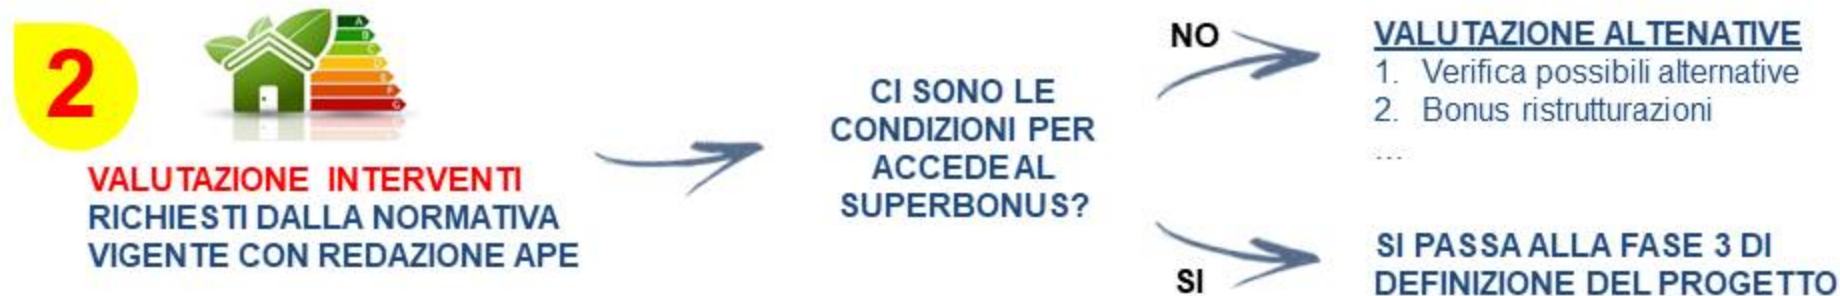 2
VALUTAZIONE INTERVENTI
RICHIESTI DALLA NORMATIVA
VIGENTE CON REDAZIONE APE
CI SONO LE
CONDIZIONI PER
ACCEDE AL
SUPERBONUS?
NO
VALUTAZIONE ALTENATIVE
1. Verifica possibili alternative
2. Bonus ristrutturazioni
...
SI
SI PASSA ALLA FASE 3 DI
DEFINIZIONE DEL PROGETTO